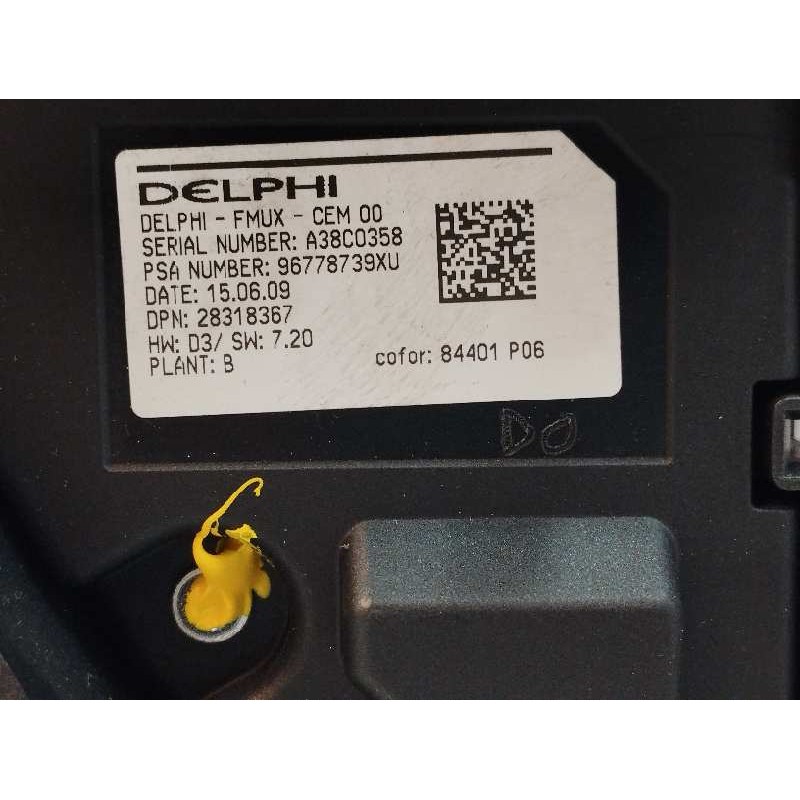 DELPHI
DELPHI - FMUX - CEM 00
SERIAL NUMBER: A38C0358
PSA NUMBER: 96778739XU
DATE: 15.06.09
DPN: 28318367
HW: D3/ SW: 7.20
PLANT: B
cofor: 84401 P06
DO